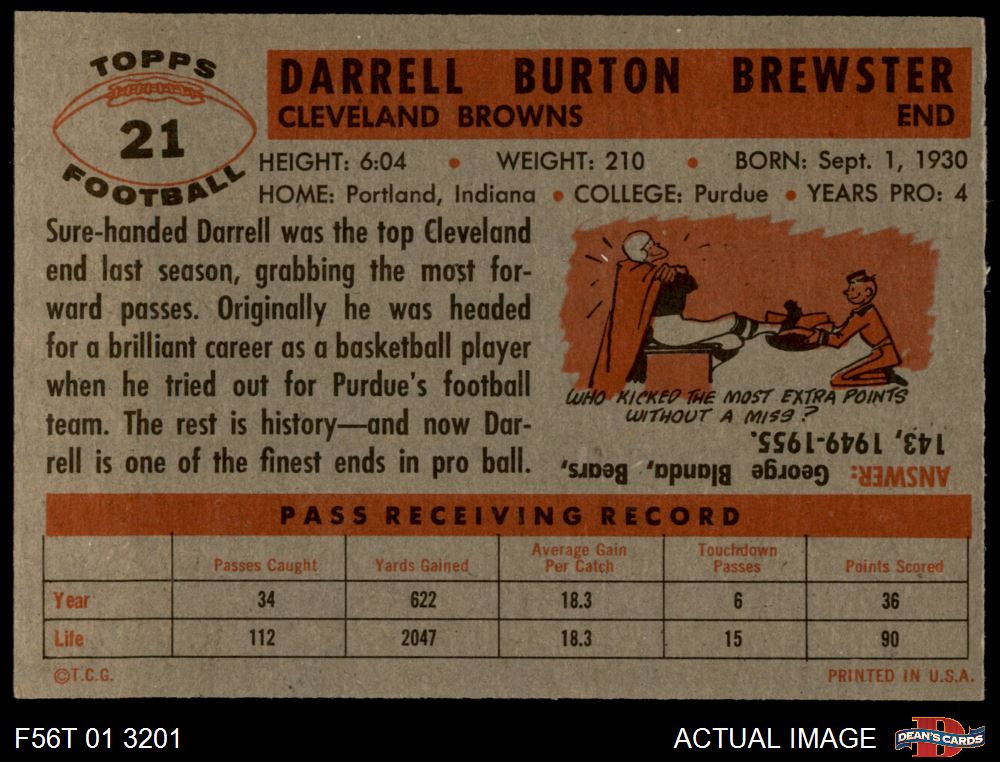 TOPPS
21
FOOTBALL
DARRELL BURTON BREWSTER
CLEVELAND BROWNS END
HEIGHT: 6:04 • WEIGHT: 210 • BORN: Sept. 1, 1930
HOME: Portland, Indiana • COLLEGE: Purdue • YEARS PRO: 4
Sure-handed Darrell was the top Cleveland
end last season, grabbing the most for-
ward passes. Originally he was headed
for a brilliant career as a basketball player
when he tried out for Purdue's football
team. The rest is history—and now Dar-
rell is one of the finest ends in pro ball.
WHO KICKED THE MOST EXTRA POINTS
WITHOUT A MISS?
ANSWER: George Blanda, Bears,
143, 1949-1955.
PASS RECEIVING RECORD
Passes Caught Yards Gained Average Gain Per Catch Touchdown Passes Points Scored
Year 34 622 18.3 6 36
Life 112 2047 18.3 15 90
©T.C.G. PRINTED IN U.S.A.
F56T 01 3201 ACTUAL IMAGE DEAN'S CARDS